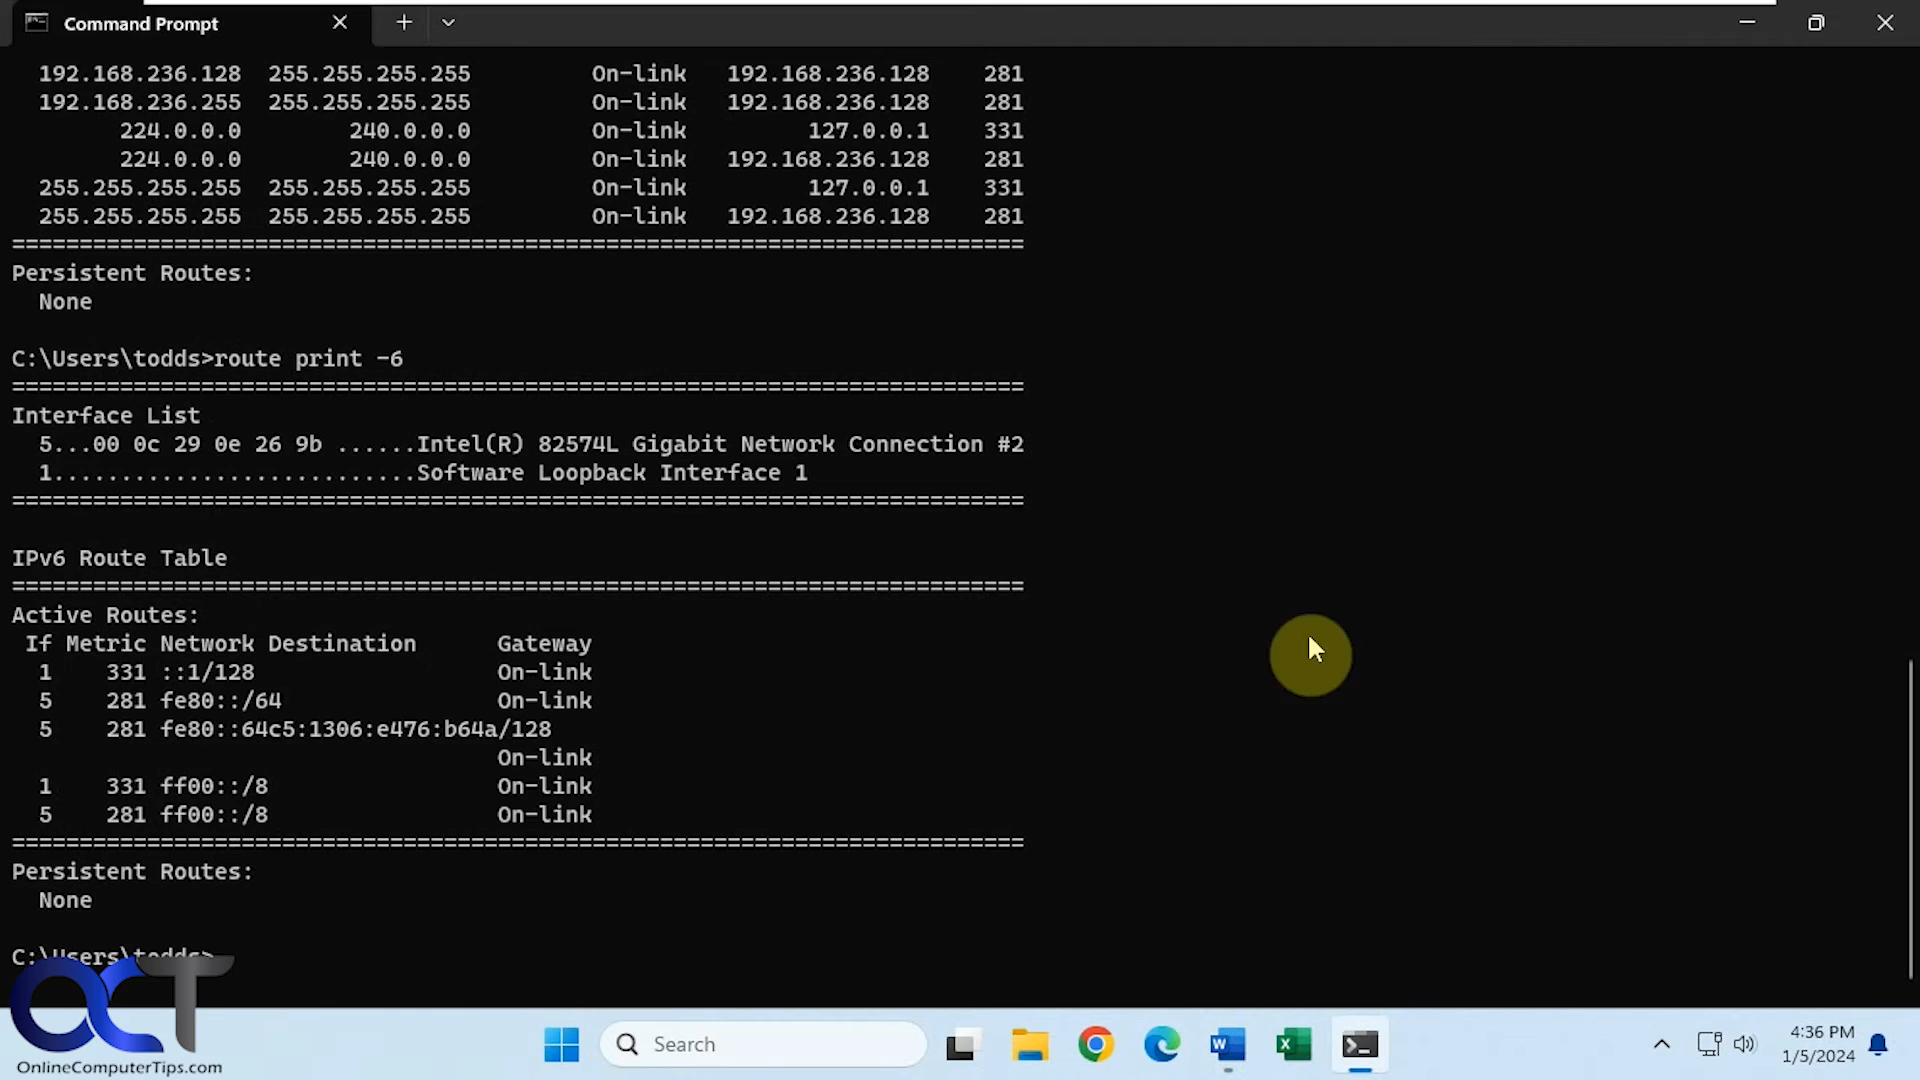 Command Prompt
192.168.236.128 255.255.255.255 On-link 192.168.236.128 281
192.168.236.255 255.255.255.255 On-link 192.168.236.128 281
224.0.0.0 240.0.0.0 On-link 127.0.0.1 331
224.0.0.0 240.0.0.0 On-link 192.168.236.128 281
255.255.255.255 255.255.255.255 On-link 127.0.0.1 331
255.255.255.255 255.255.255.255 On-link 192.168.236.128 281
===========================================================================
Persistent Routes:
None
C:\Users\todds>route print -6
===========================================================================
Interface List
5...00 0c 29 0e 26 9b ......Intel(R) 82574L Gigabit Network Connection #2
1...........................Software Loopback Interface 1
===========================================================================
IPv6 Route Table
===========================================================================
Active Routes:
If Metric Network Destination Gateway
1 331 ::1/128 On-link
5 281 fe80::/64 On-link
5 281 fe80::64c5:1306:e476:b64a/128
On-link
1 331 ff00::/8 On-link
5 281 ff00::/8 On-link
===========================================================================
Persistent Routes:
None
C:\Users\todds>
OCT
OnlineComputerTips.com
Search
4:36 PM
1/5/2024